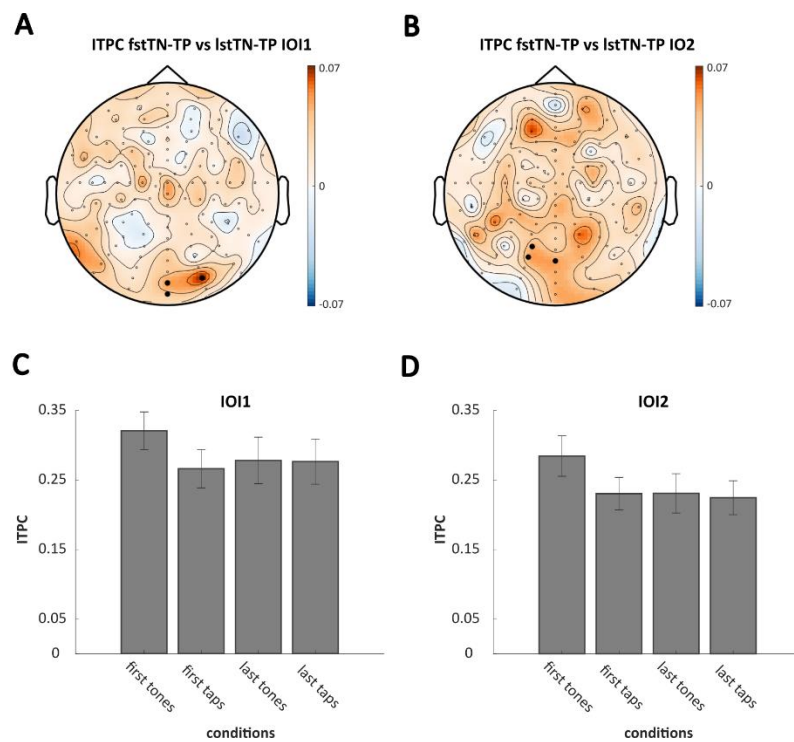 A
ITPC fstTN-TP vs lstTN-TP IOI1
0.07
0
-0.07
B
ITPC fstTN-TP vs lstTN-TP IO2
0.07
0
-0.07
C
IOI1
0.35
0.25
0.15
0.05
0
ITPC
first tones
first taps
last tones
last taps
conditions
D
IOI2
0.35
0.25
0.15
0.05
0
ITPC
first tones
first taps
last tones
last taps
conditions